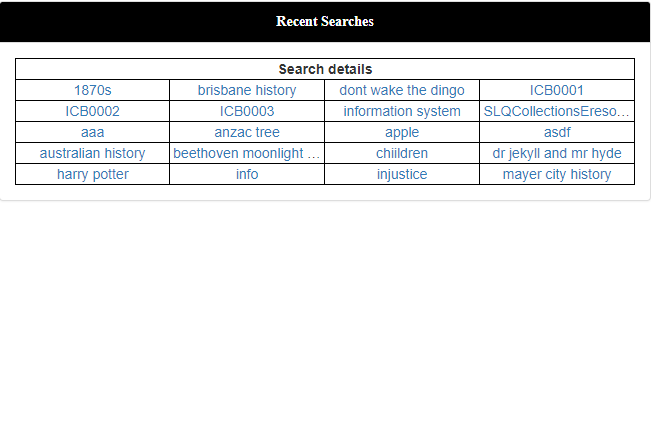 Recent Searches
Search details
1870s brisbane history dont wake the dingo ICB0001
ICB0002 ICB0003 information system SLQCollectionsEreso...
aaa anzac tree apple asdf
australian history beethoven moonlight ... chiildren dr jekyll and mr hyde
harry potter info injustice mayer city history